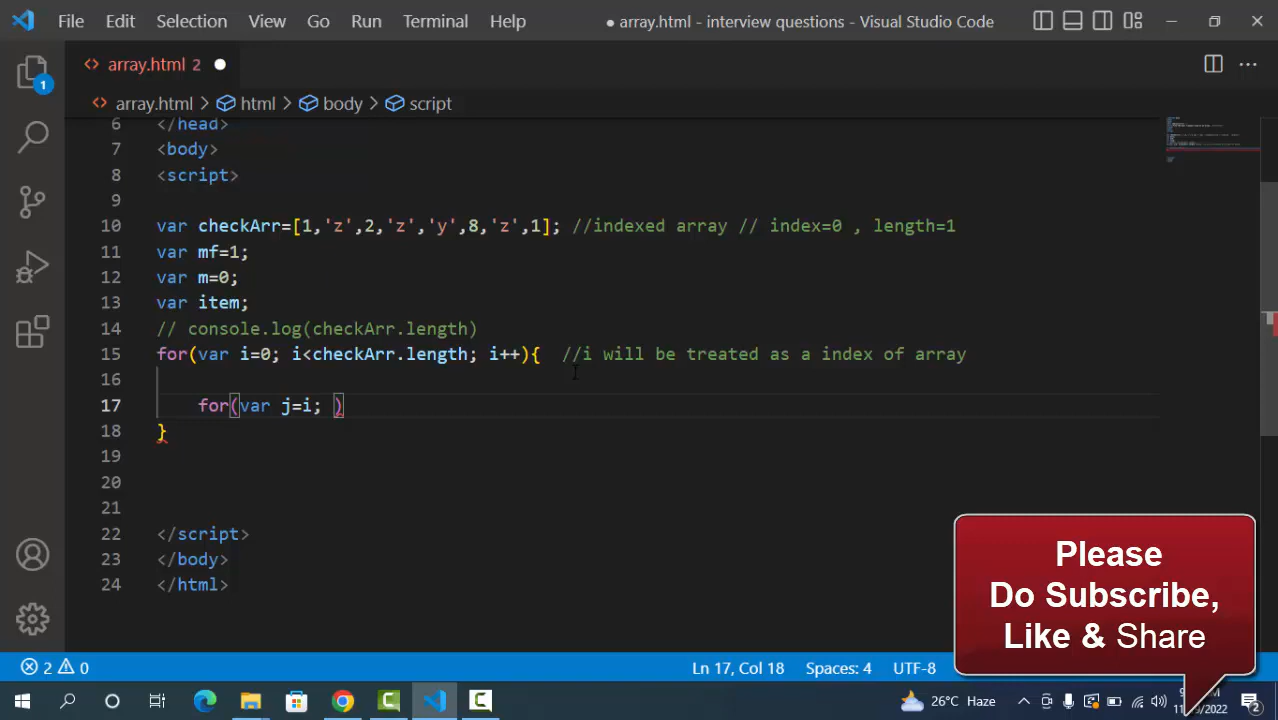 File Edit Selection View Go Run Terminal Help
● array.html - interview questions - Visual Studio Code
<> array.html 2 ●
array.html > html > body > script
6 </head>
7 <body>
8 <script>
9
10 var checkArr=[1,'z',2,'z','y',8,'z',1]; //indexed array // index=0 , length=1
11 var mf=1;
12 var m=0;
13 var item;
14 // console.log(checkArr.length)
15 for(var i=0; i<checkArr.length; i++){ //i will be treated as a index of array
16
17 for(var j=i; )
18 }
19
20
21
22 </script>
23 </body>
24 </html>
1
Please
Do Subscribe,
Like & Share
2 0
Ln 17, Col 18 Spaces: 4 UTF-8
26°C Haze
2